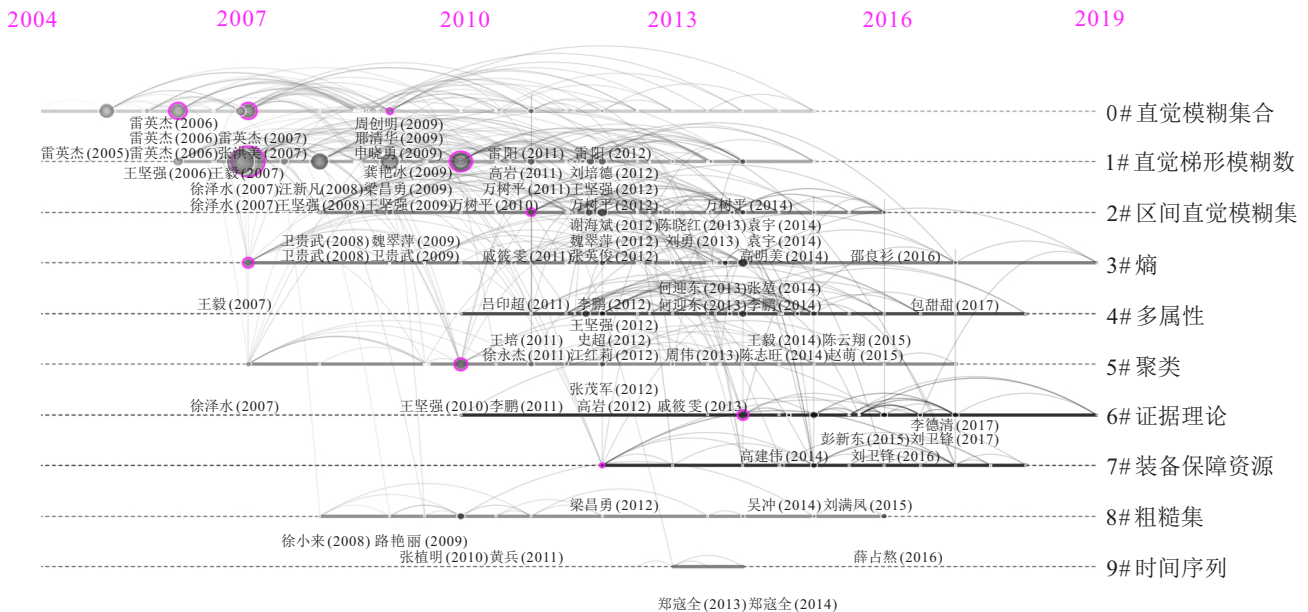 2004 2007 2010 2013 2016 2019
0# 直觉模糊集合
雷英杰(2006) 周创明(2009)
雷英杰(2006) 雷英杰(2007) 邢清华(2009)
雷英杰(2005) 雷英杰(2006) 张洪美(2007) 申晓勇(2009) 雷阳(2011) 雷阳(2012)
1# 直觉梯形模糊数
王坚强(2006) 王毅(2007) 龚艳冰(2009) 高岩(2011) 刘培德(2012)
徐泽水(2007) 汪新凡(2008) 梁昌勇(2009) 万树平(2011) 王坚强(2012)
徐泽水(2007) 王坚强(2008) 王坚强(2009) 万树平(2010) 万树平(2012) 万树平(2014)
2# 区间直觉模糊集
谢海斌(2012) 陈晓红(2013) 袁宇(2014)
卫贵武(2008) 魏翠萍(2009) 魏翠萍(2012) 刘勇(2013) 袁宇(2014)
卫贵武(2008) 卫贵武(2009) 戚筱雯(2011) 张英俊(2012) 高明美(2014) 邵良杉(2016)
3# 熵
何迎东(2013) 张堃(2014)
王毅(2007) 吕印超(2011) 李鹏(2012) 何迎东(2013) 李鹏(2014) 包甜甜(2017)
4# 多属性
王坚强(2012)
王培(2011) 史超(2012) 王毅(2014) 陈云翔(2015)
徐永杰(2011) 江红莉(2012) 周伟(2013) 陈志旺(2014) 赵萌(2015)
5# 聚类
张茂军(2012)
徐泽水(2007) 王坚强(2010) 李鹏(2011) 高岩(2012) 戚筱雯(2013)
6# 证据理论
李德清(2017)
彭新东(2015) 刘卫锋(2017)
高建伟(2014) 刘卫锋(2016)
7# 装备保障资源
梁昌勇(2012) 吴冲(2014) 刘满凤(2015)
8# 粗糙集
徐小来(2008) 路艳丽(2009)
张植明(2010) 黄兵(2011) 薛占熬(2016)
9# 时间序列
郑寇全(2013) 郑寇全(2014)